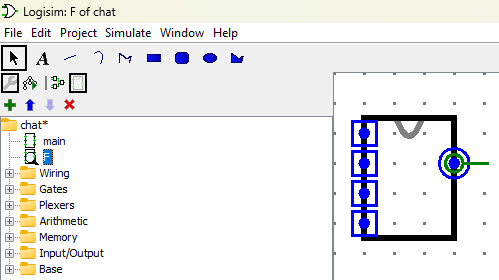 Logisim: F of chat
File Edit Project Simulate Window Help
A
chat*
main
F
Wiring
Gates
Plexers
Arithmetic
Memory
Input/Output
Base